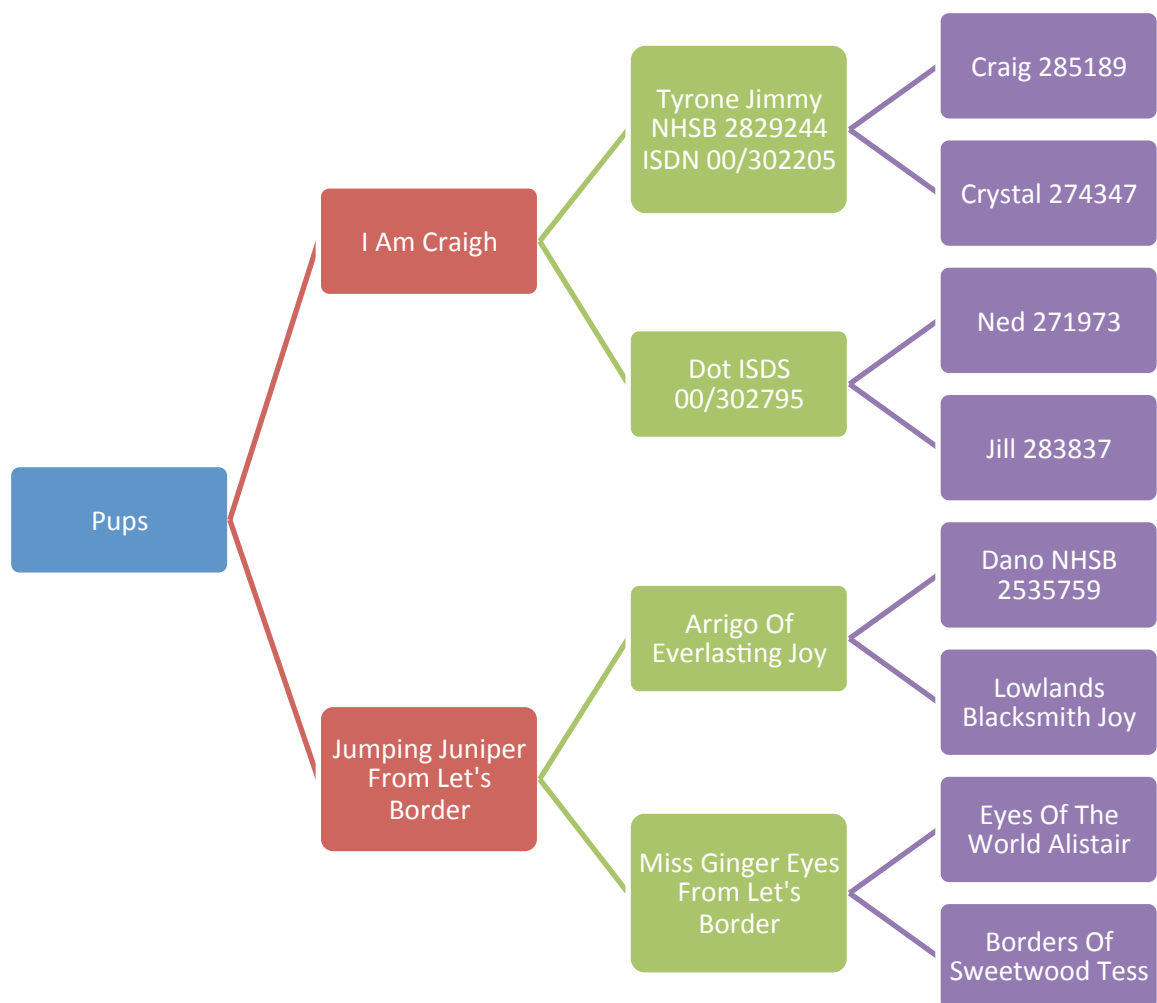 Pups
I Am Craigh
Jumping Juniper
From Let's
Border
Tyrone Jimmy
NHSB 2829244
ISDN 00/302205
Dot ISDS
00/302795
Arrigo Of
Everlasting Joy
Miss Ginger Eyes
From Let's
Border
Craig 285189
Crystal 274347
Ned 271973
Jill 283837
Dano NHSB
2535759
Lowlands
Blacksmith Joy
Eyes Of The
World Alistair
Borders Of
Sweetwood Tess